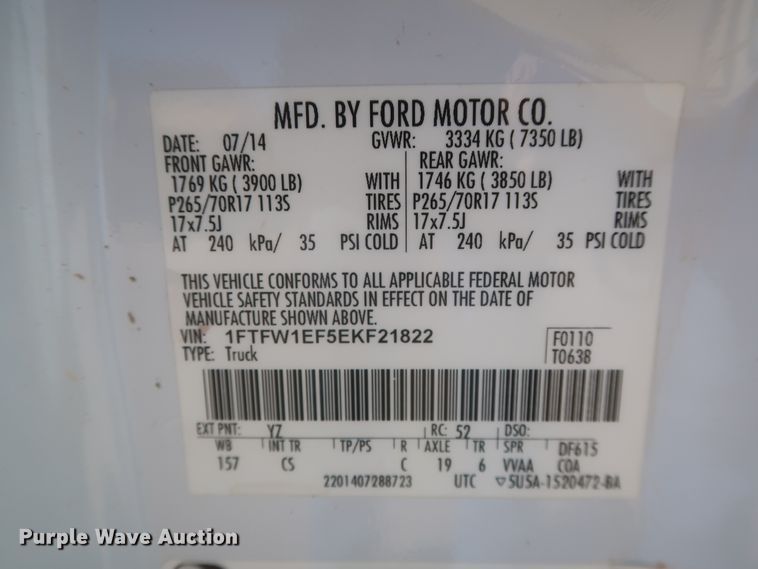 MFD. BY FORD MOTOR CO.
DATE: 07/14 GVWR: 3334 KG ( 7350 LB)
FRONT GAWR: REAR GAWR:
1769 KG ( 3900 LB) WITH 1746 KG ( 3850 LB) WITH
P265/70R17 113S TIRES P265/70R17 113S TIRES
17x7.5J RIMS 17x7.5J RIMS
AT 240 kPa/ 35 PSI COLD AT 240 kPa/ 35 PSI COLD
THIS VEHICLE CONFORMS TO ALL APPLICABLE FEDERAL MOTOR
VEHICLE SAFETY STANDARDS IN EFFECT ON THE DATE OF
MANUFACTURE SHOWN ABOVE.
VIN: 1FTFW1EF5EKF21822 F0110
TYPE: Truck T0638
EXT PNT: YZ RC: 52 DSO:
WB INT TR TP/PS R AXLE TR SPR DF615
157 CS C 19 6 VVAA COA
2201407288723 UTC ▽5U5A-1520472-BA
Purple Wave Auction